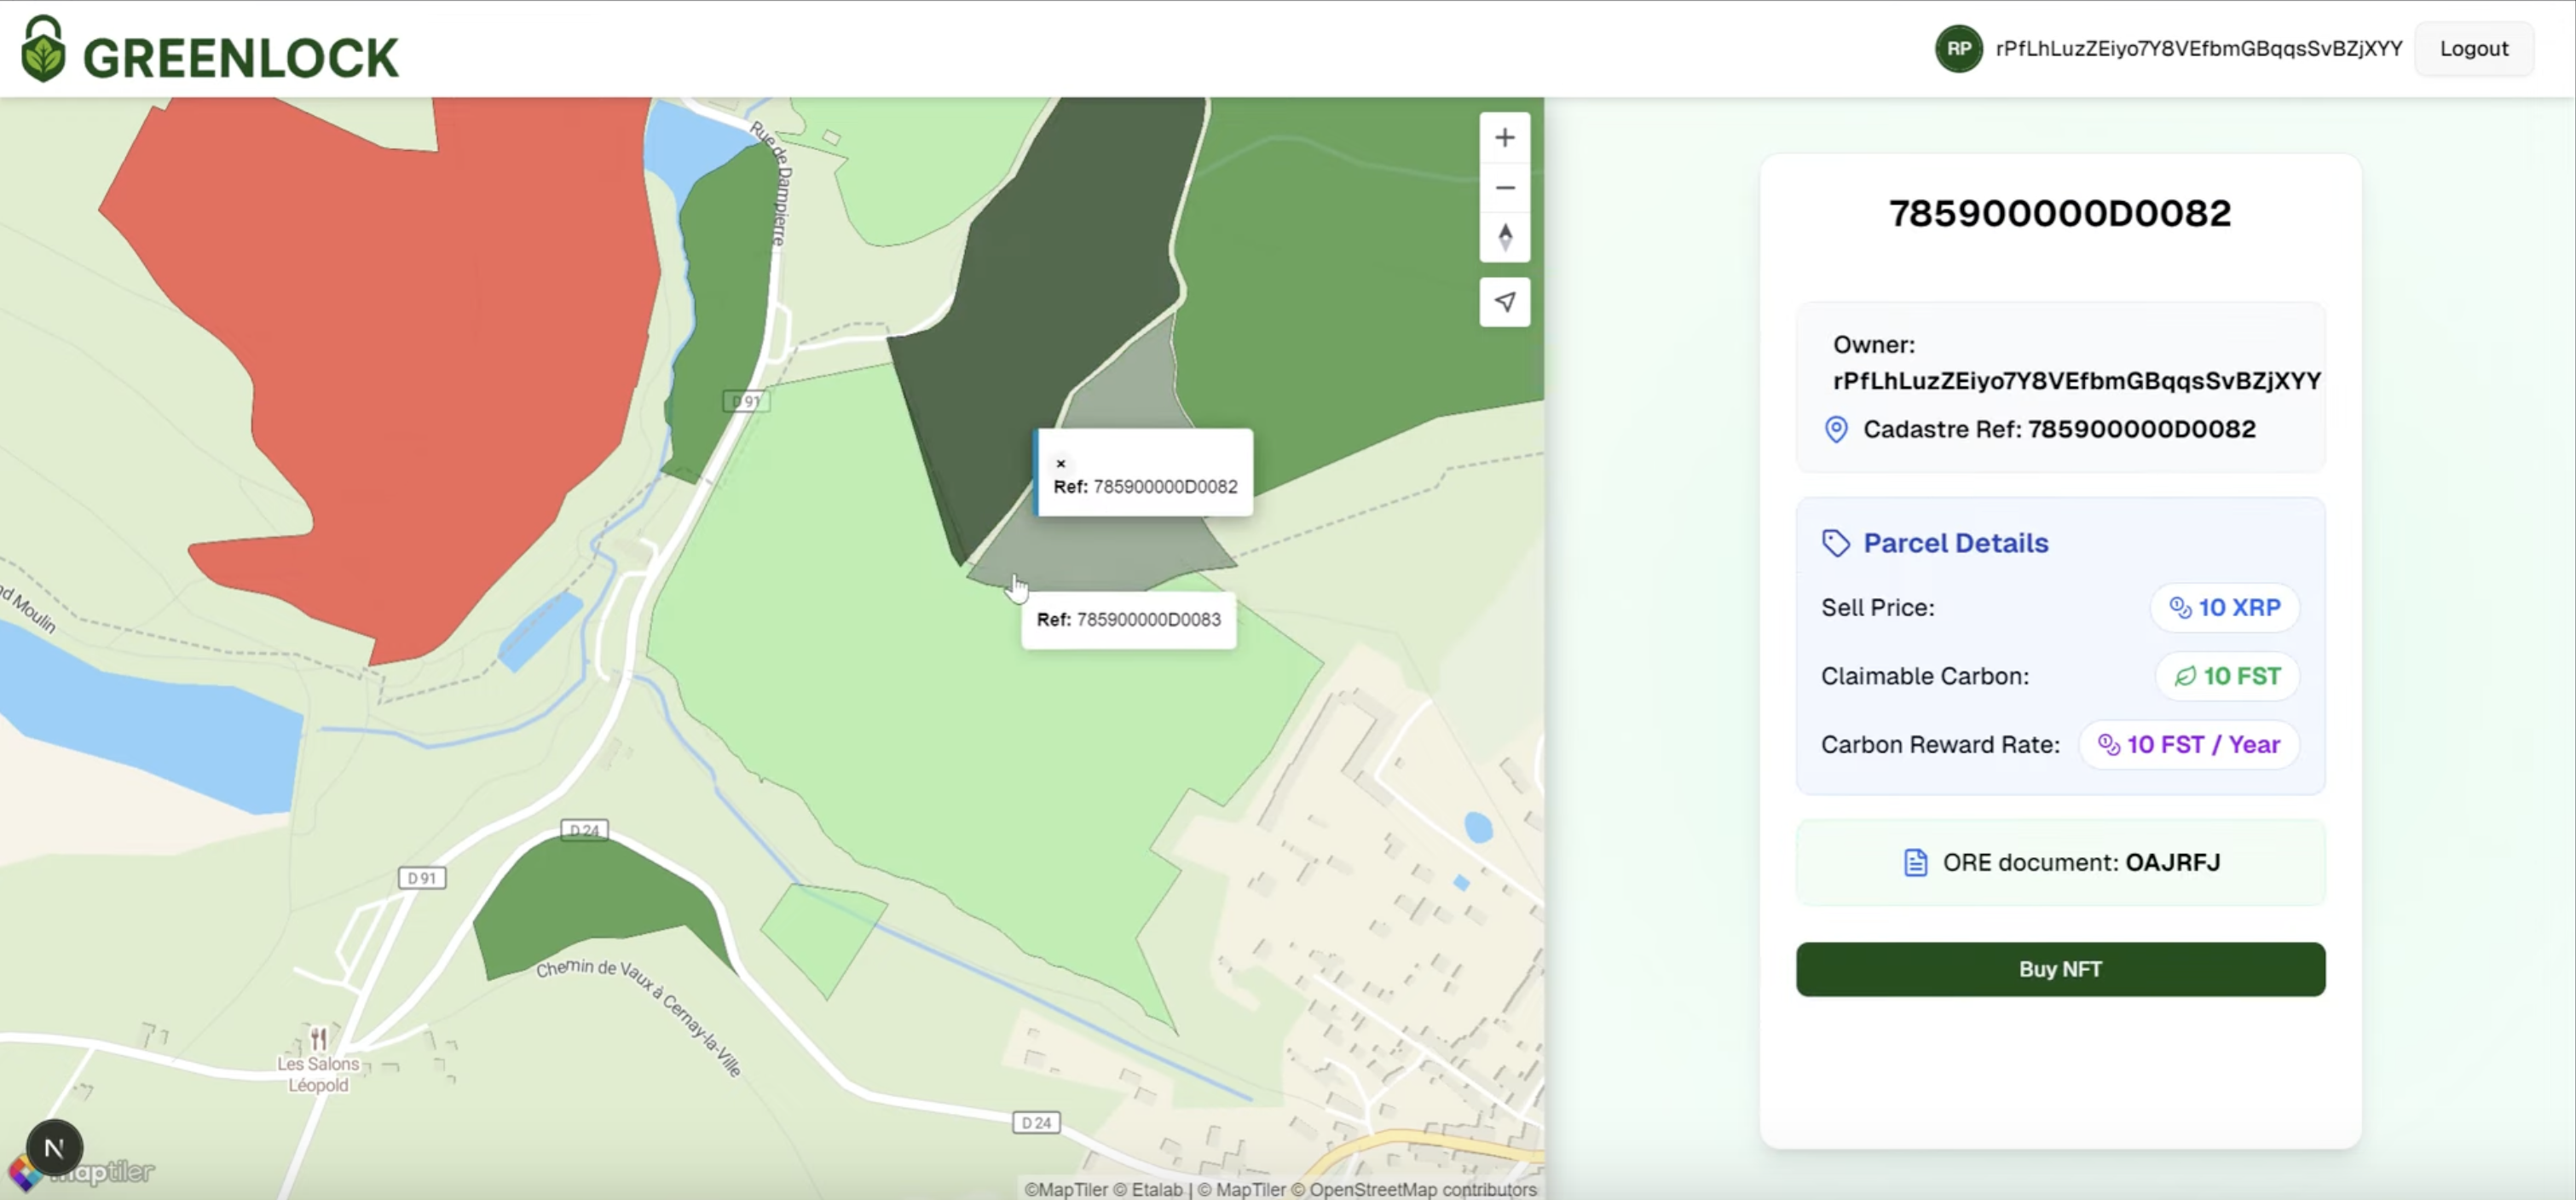 GREENLOCK
RP
rPfLhLuzZEiyo7Y8VEfbmGBqqsSvBZjXYY
Logout
Rue de Dampierre
D 91
×
Ref: 785900000D0082
Ref: 785900000D0083
nd Moulin
D 24
D 91
Chemin de Vaux à Cernay-la-Ville
Les Salons
Léopold
D 24
N
maptiler
©MapTiler © Etalab | © MapTiler © OpenStreetMap contributors
785900000D0082
Owner:
rPfLhLuzZEiyo7Y8VEfbmGBqqsSvBZjXYY
Cadastre Ref: 785900000D0082
Parcel Details
Sell Price: 10 XRP
Claimable Carbon: 10 FST
Carbon Reward Rate: 10 FST / Year
ORE document: OAJRFJ
Buy NFT